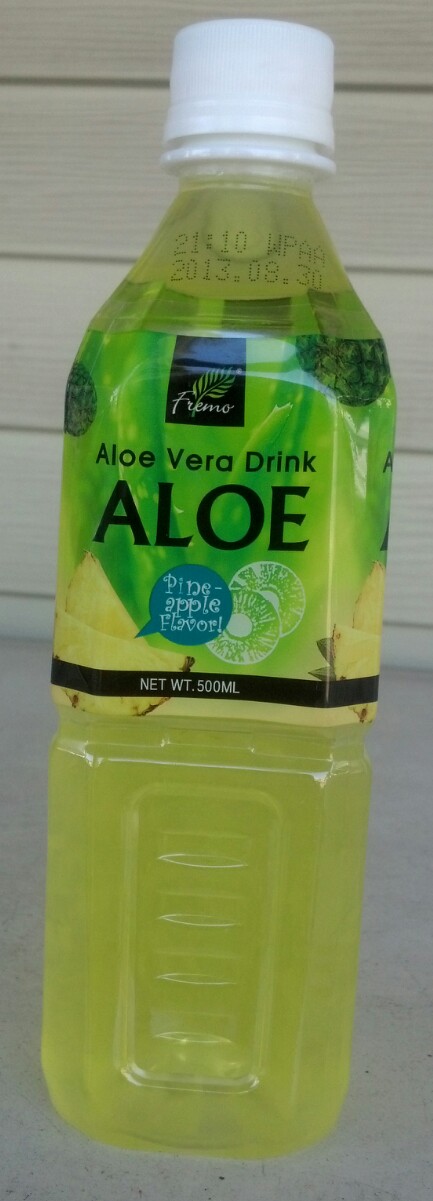 21:10 WPAA
2013.08.30
Fremo
Aloe Vera Drink
ALOE
Pine-
apple
Flavor!
NET WT. 500ML